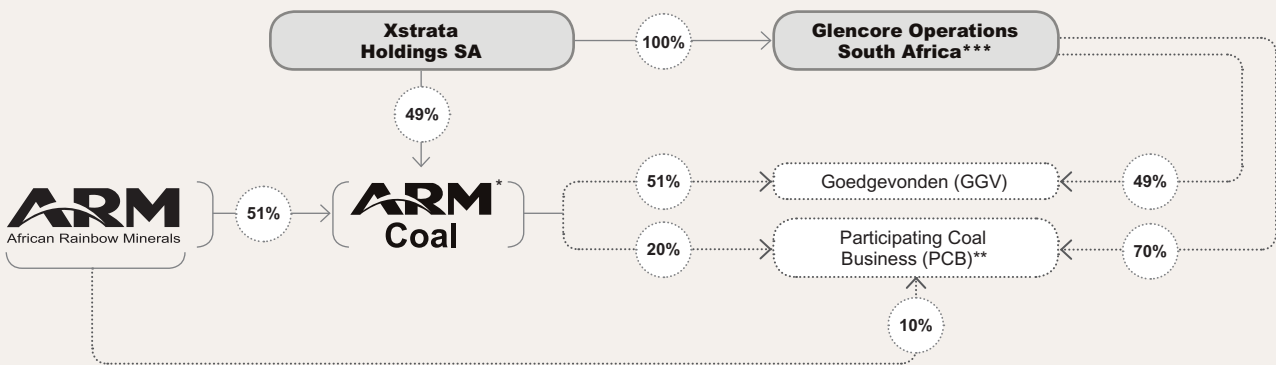 Xstrata
Holdings SA
100%
Glencore Operations
South Africa***
49%
ARM
African Rainbow Minerals
51%
ARM*
Coal
51%
Goedgevonden (GGV)
49%
20%
Participating Coal
Business (PCB)**
70%
10%